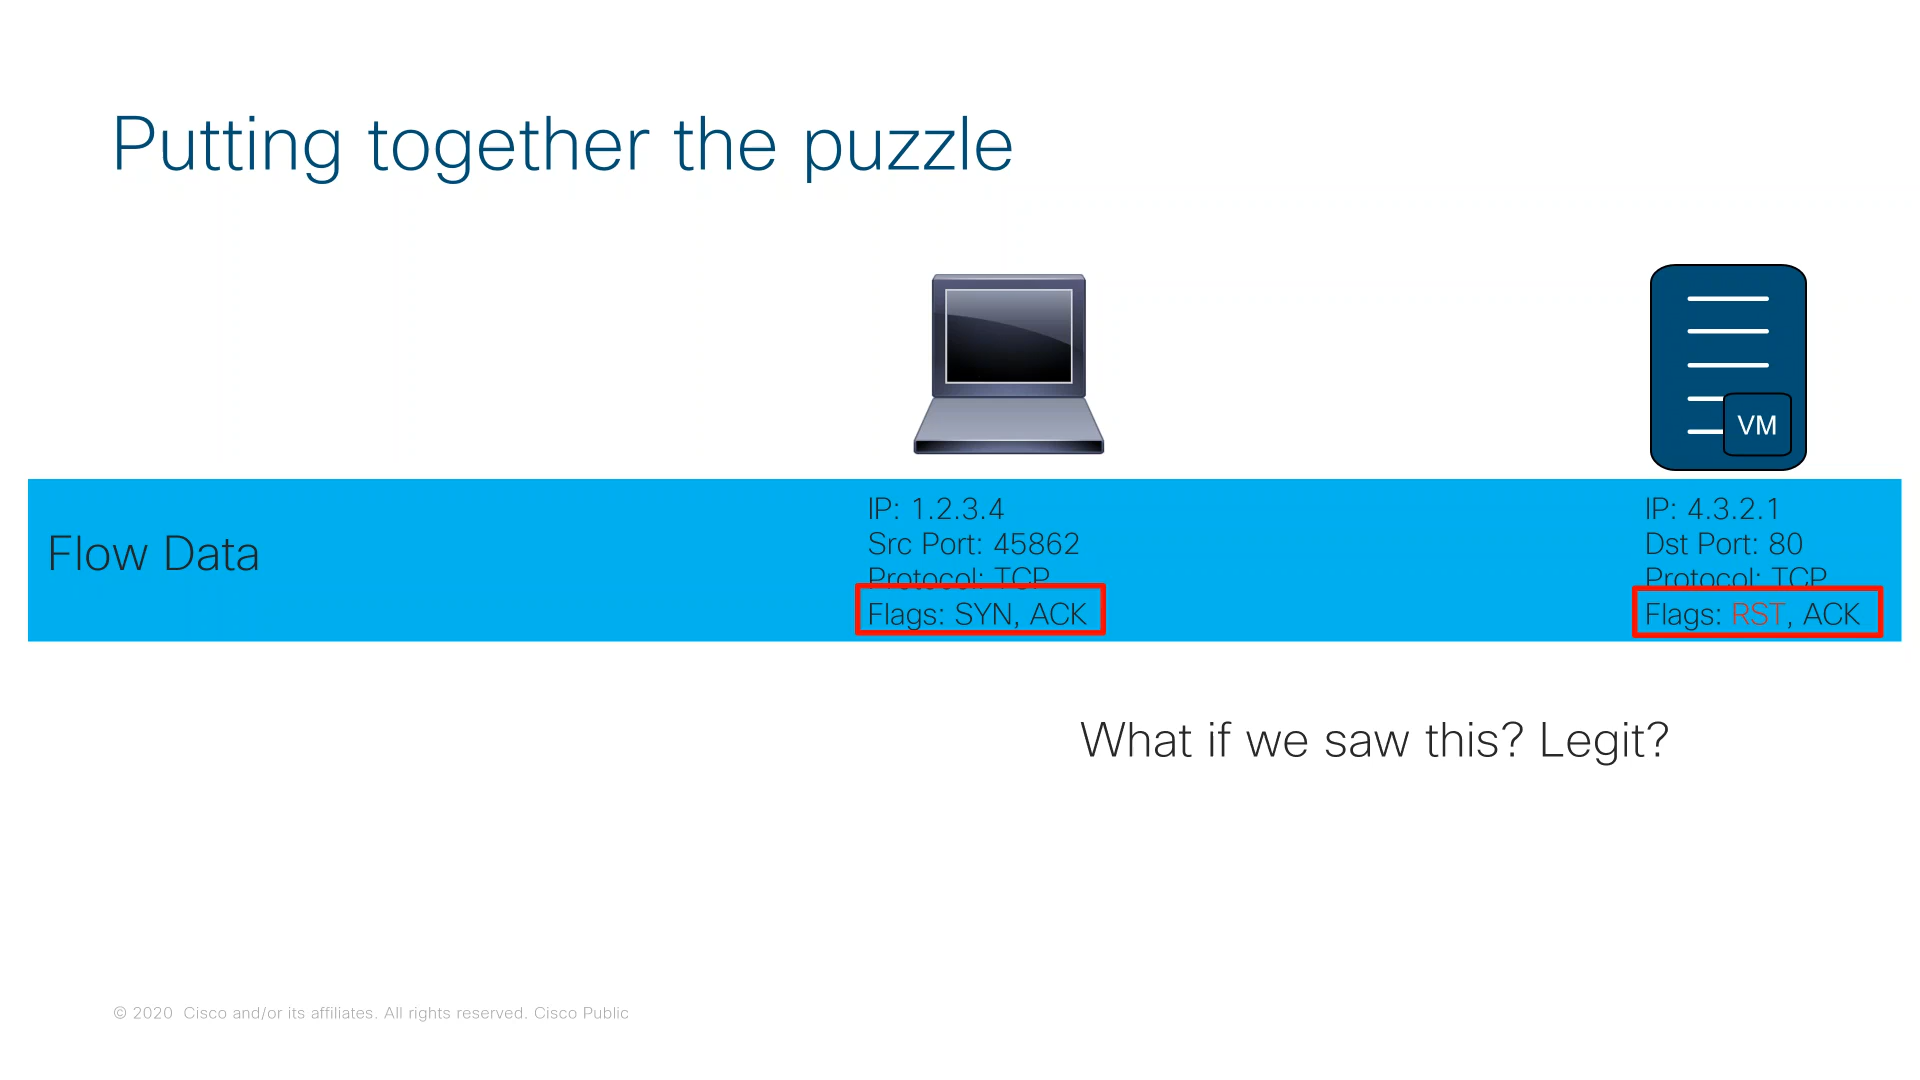 Putting together the puzzle
VM
Flow Data
IP: 1.2.3.4
Src Port: 45862
Protocol: TCP
Flags: SYN, ACK
IP: 4.3.2.1
Dst Port: 80
Protocol: TCP
Flags: RST, ACK
What if we saw this? Legit?
© 2020 Cisco and/or its affiliates. All rights reserved. Cisco Public